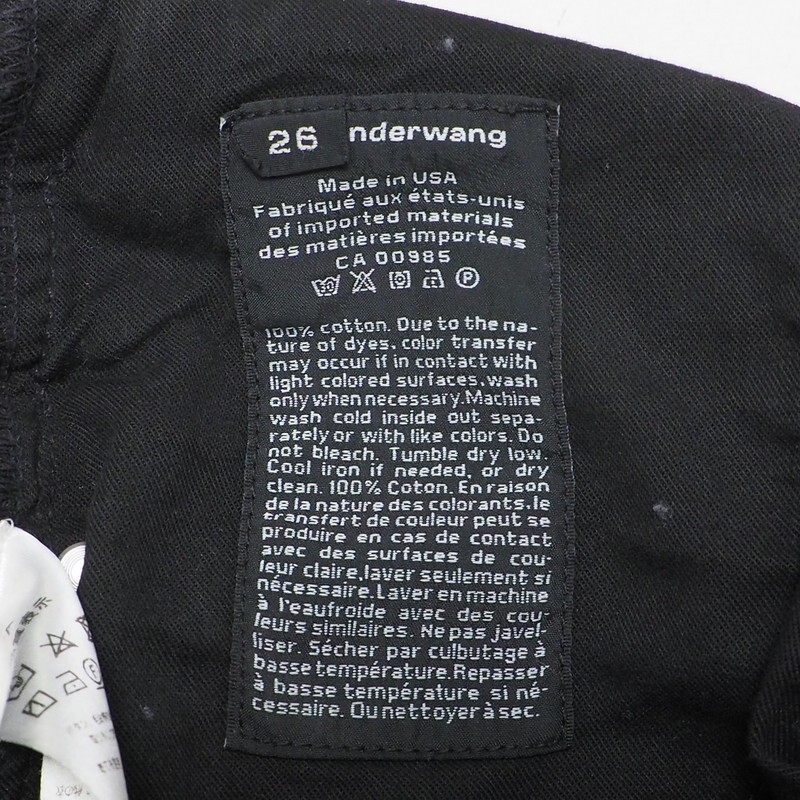 26 nderwang
Made in USA
Fabriqué aux états-unis
of imported materials
des matières importées
CA 00985
100% cotton. Due to the na-
ture of dyes, color transfer
may occur if in contact with
light colored surfaces.wash
only when necessary.Machine
wash cold inside out sepa-
rately or with like colors. Do
not bleach. Tumble dry low.
Cool iron if needed, or dry
clean. 100% Coton. En raison
de la nature des colorants.le
transfert de couleur peut se
produire en cas de contact
avec des surfaces de cou-
leur claire,laver seulement si
nécessaire.Laver en machine
à l'eaufroide avec des cou-
leurs similaires. Ne pas javel-
liser. Sécher par culbutage à
basse température.Repasser
à basse température si né-
cessaire. Ou nettoyer à sec.